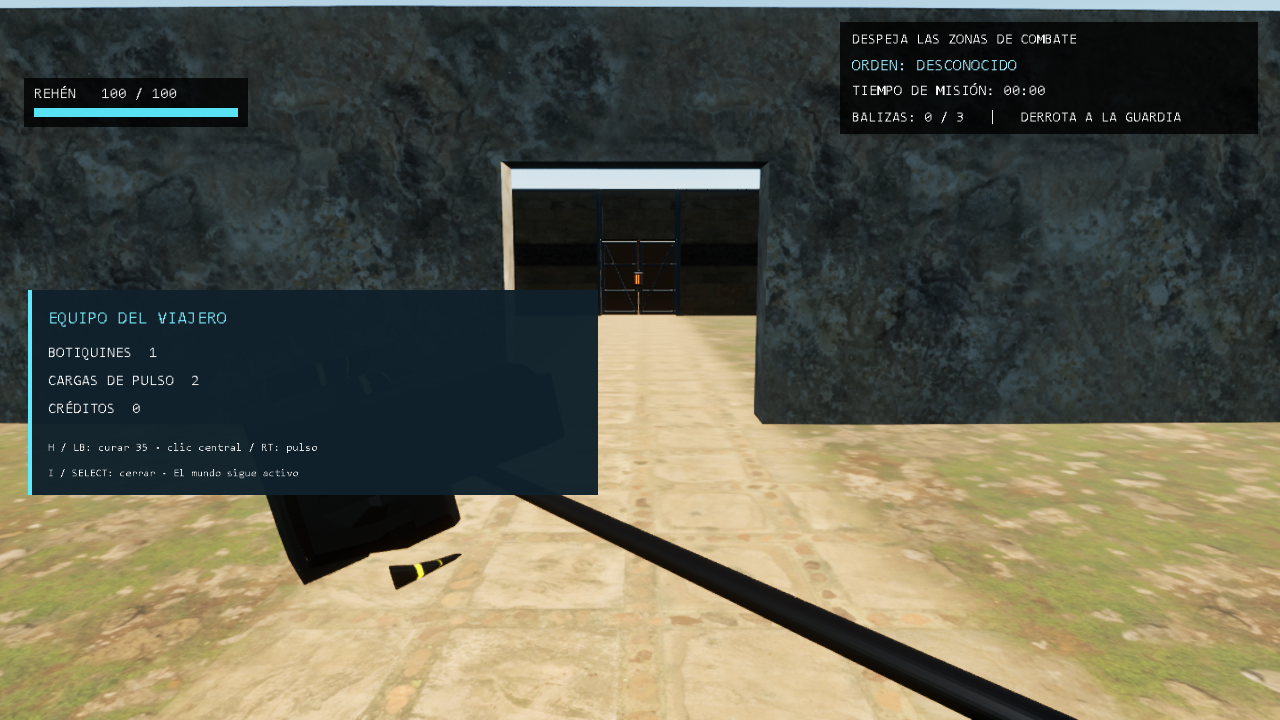 DESPEJA LAS ZONAS DE COMBATE
ORDEN: DESCONOCIDO
TIEMPO DE MISIÓN: 00:00
BALIZAS: 0 / 3 | DERROTA A LA GUARDIA
REHÉN 100 / 100
EQUIPO DEL VIAJERO
BOTIQUINES 1
CARGAS DE PULSO 2
CRÉDITOS 0
H / LB: curar 35 · clic central / RT: pulso
I / SELECT: cerrar · El mundo sigue activo